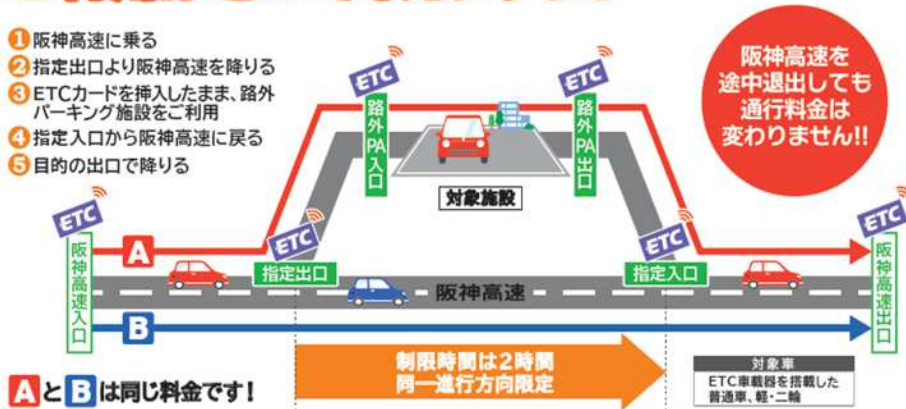 ① 阪神高速に乗る
② 指定出口より阪神高速を降りる
③ ETCカードを挿入したまま、路外
パーキング施設をご利用
④ 指定入口から阪神高速に戻る
⑤ 目的の出口で降りる
阪神高速を
途中退出しても
通行料金は
変わりません!!
ETC
路外PA入口
ETC
路外PA出口
対象施設
ETC
阪神高速入口
A
ETC
指定出口
ETC
指定入口
ETC
阪神高速出口
阪神高速
B
制限時間は2時間
同一進行方向限定
AとBは同じ料金です!
対象車
ETC車載器を搭載した
普通車、軽・二輪